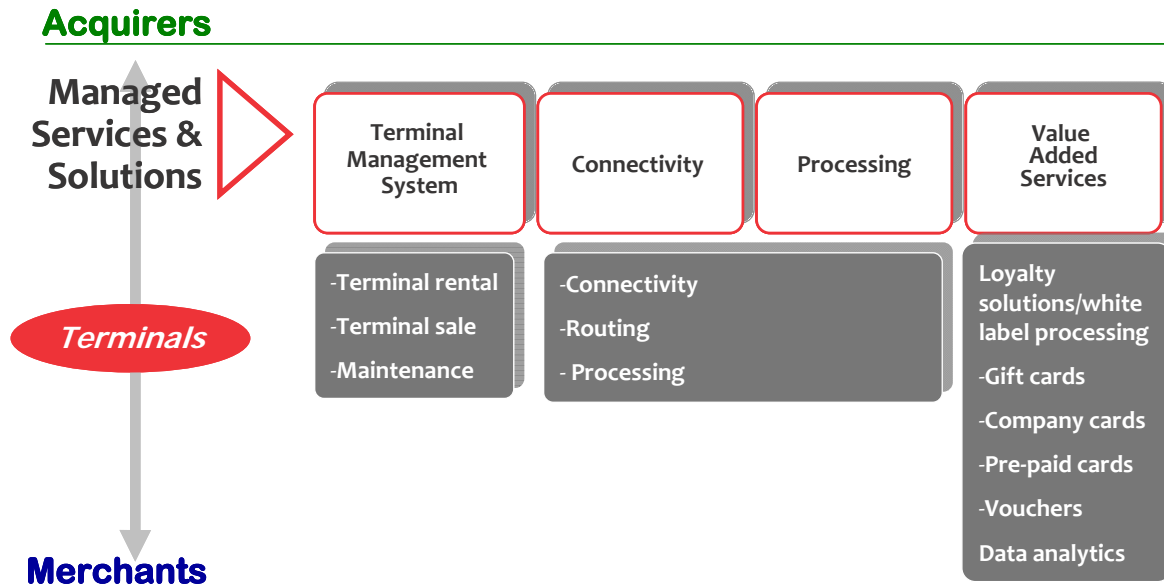 Acquirers
Managed
Services &
Solutions
Terminal
Management
System
Connectivity
Processing
Value
Added
Services
-Terminal rental
-Terminal sale
-Maintenance
-Connectivity
-Routing
- Processing
Loyalty
solutions/white
label processing
-Gift cards
-Company cards
-Pre-paid cards
-Vouchers
Data analytics
Terminals
Merchants